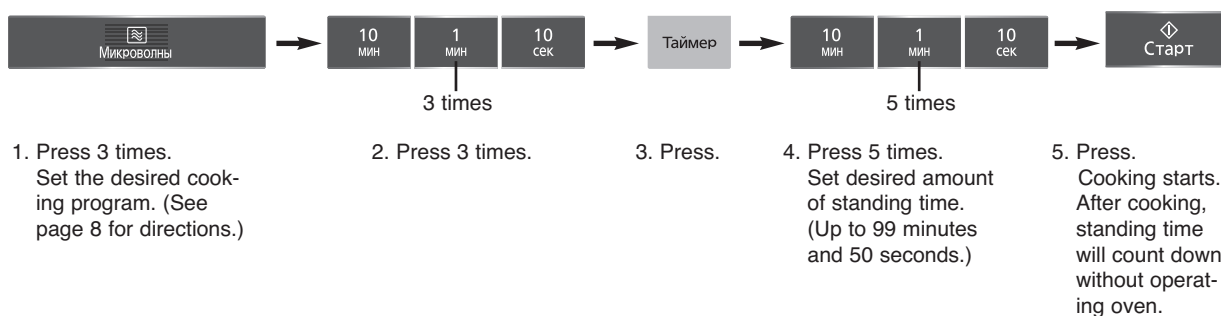 Микроволны
10 мин
1 мин
10 сек
Таймер
10 мин
1 мин
10 сек
Старт
3 times
5 times
1. Press 3 times.
Set the desired cook-
ing program. (See
page 8 for directions.)
2. Press 3 times.
3. Press.
4. Press 5 times.
Set desired amount
of standing time.
(Up to 99 minutes
and 50 seconds.)
5. Press.
Cooking starts.
After cooking,
standing time
will count down
without operat-
ing oven.